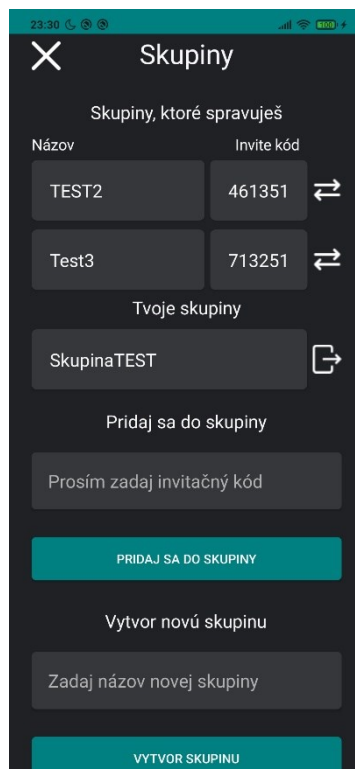 23:30 100
Skupiny
Skupiny, ktoré spravuješ
Názov Invite kód
TEST2 461351
Test3 713251
Tvoje skupiny
SkupinaTEST
Pridaj sa do skupiny
Prosím zadaj invitačný kód
PRIDAJ SA DO SKUPINY
Vytvor novú skupinu
Zadaj názov novej skupiny
VYTVOR SKUPINU